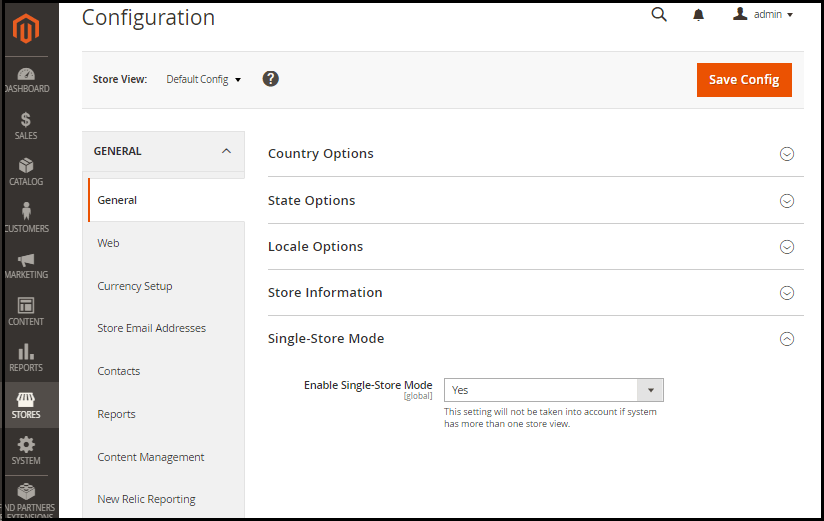 Configuration
admin
Store View: Default Config ?
Save Config
DASHBOARD
SALES
CATALOG
CUSTOMERS
MARKETING
CONTENT
REPORTS
STORES
SYSTEM
ND PARTNERS
EXTENSIONS
GENERAL
General
Web
Currency Setup
Store Email Addresses
Contacts
Reports
Content Management
New Relic Reporting
Country Options
State Options
Locale Options
Store Information
Single-Store Mode
Enable Single-Store Mode Yes
[global]
This setting will not be taken into account if system
has more than one store view.